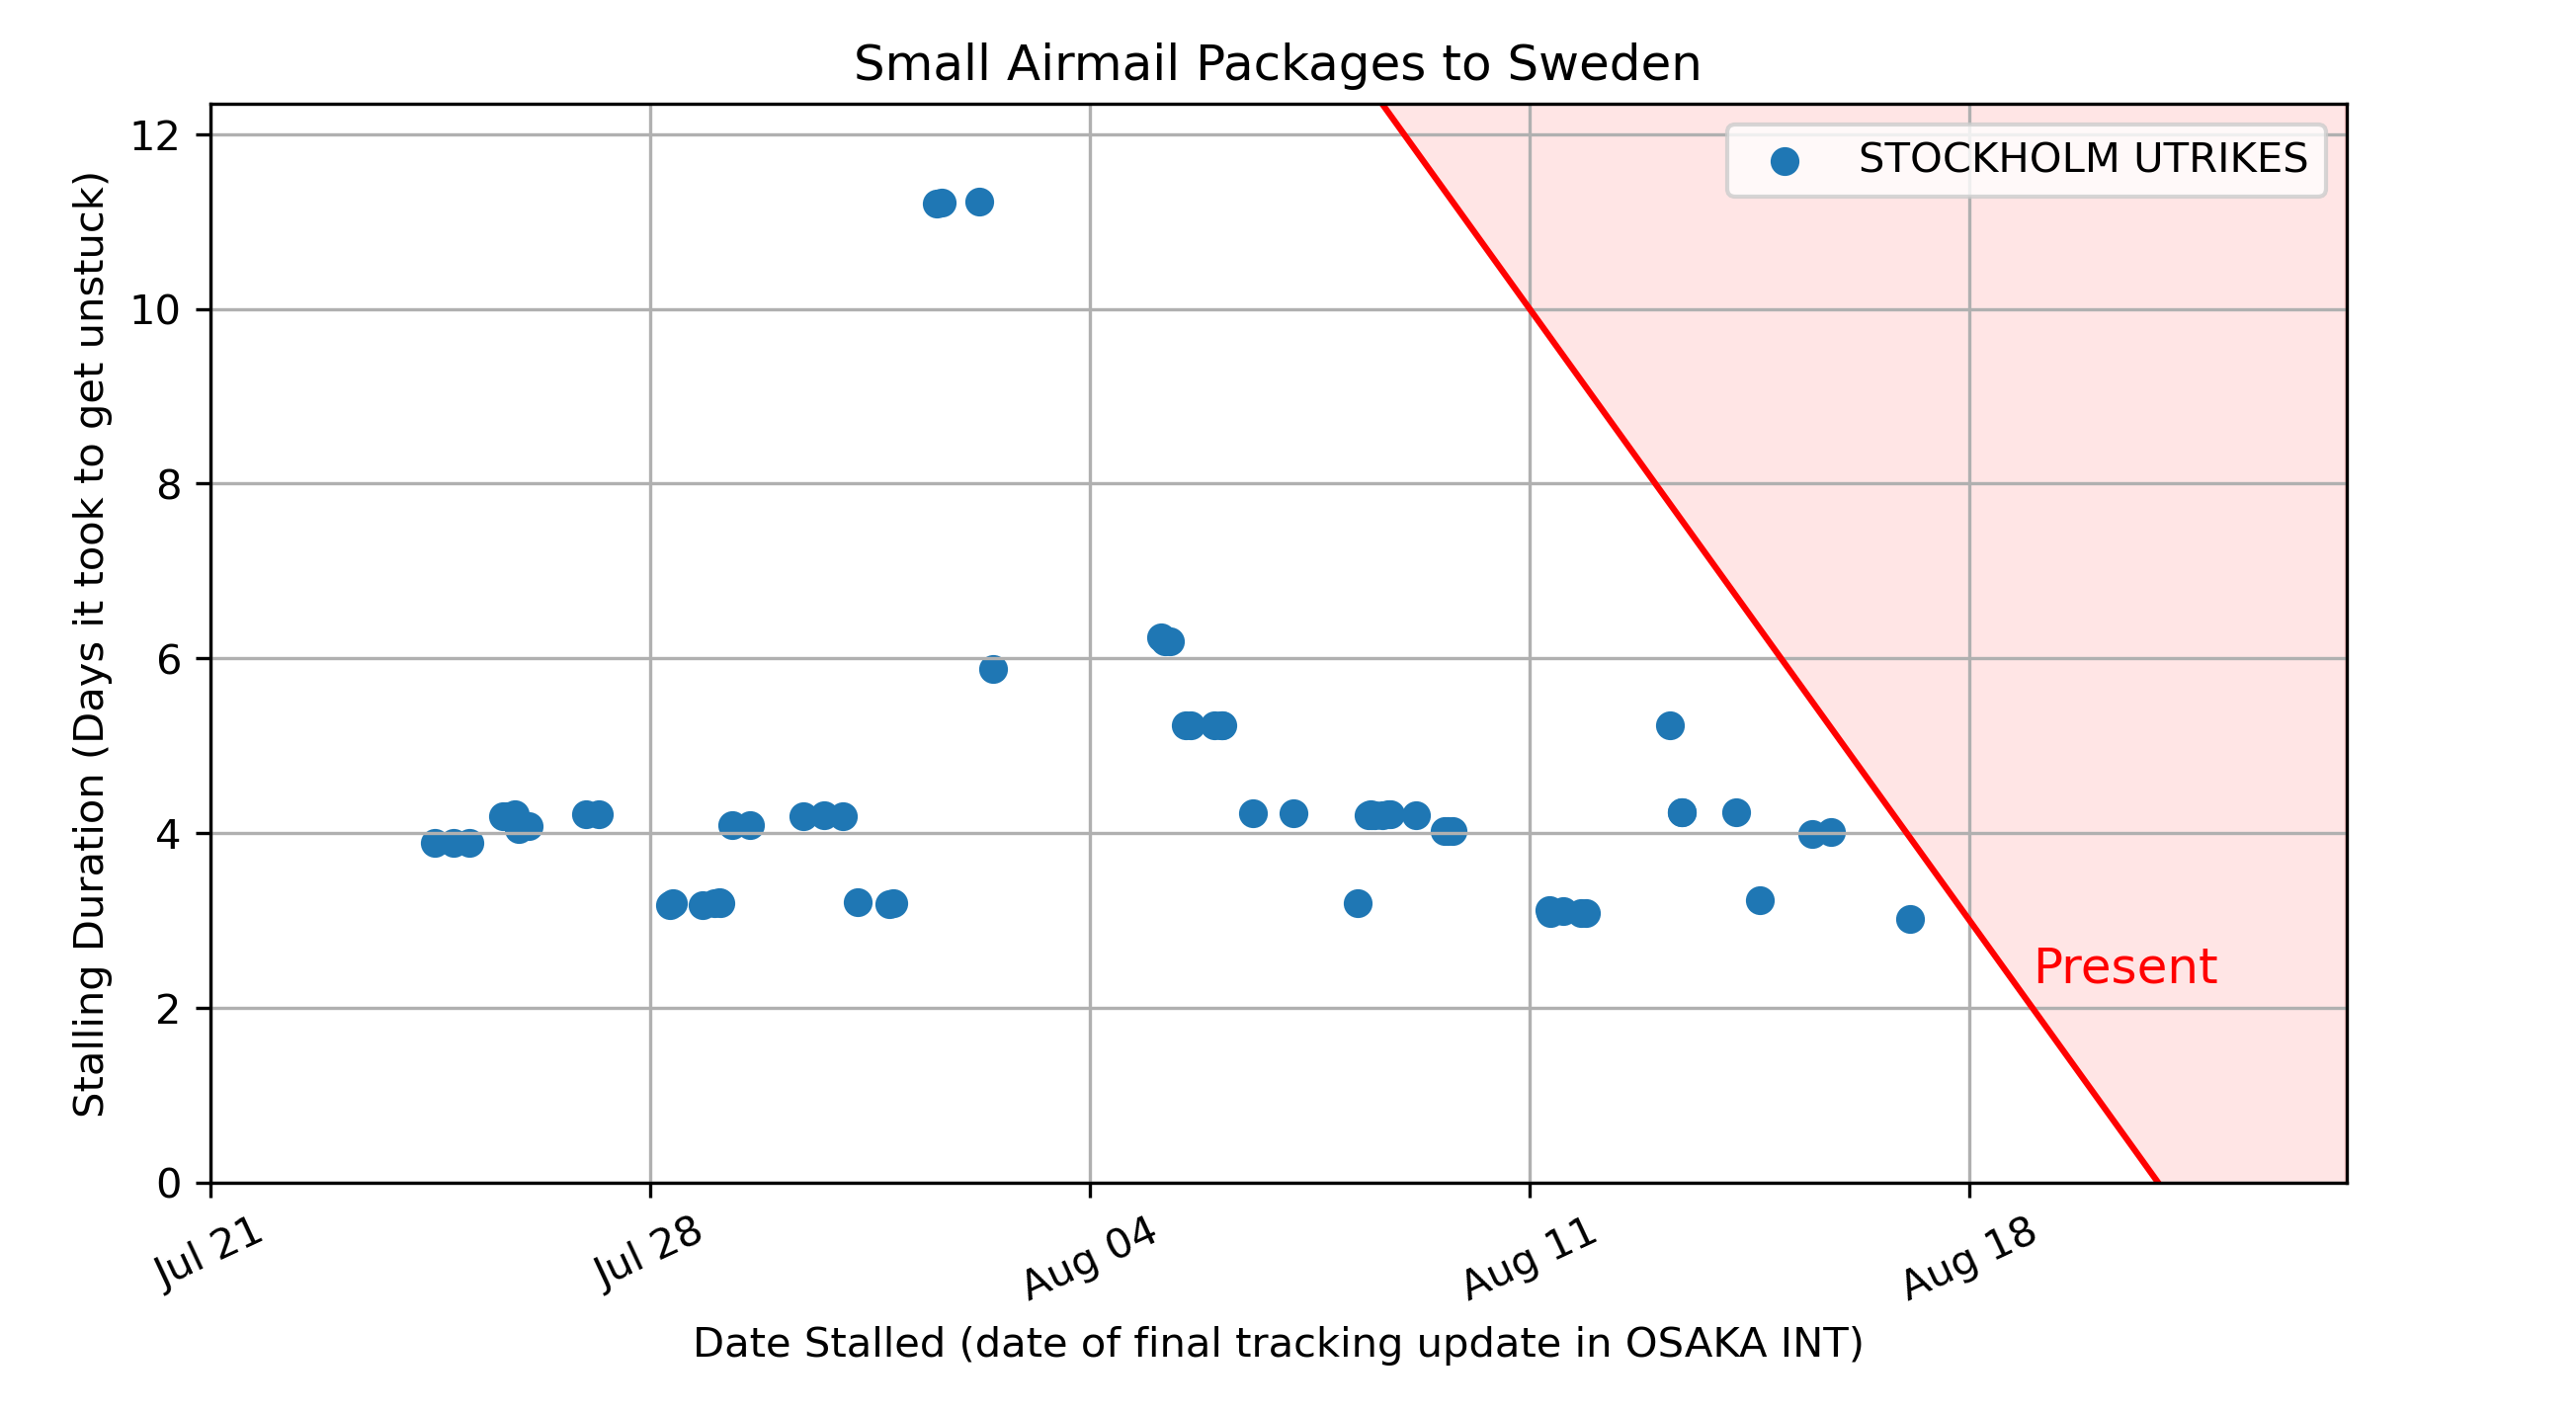 Small Airmail Packages to Sweden
STOCKHOLM UTRIKES
Stalling Duration (Days it took to get unstuck)
12
10
8
6
4
2
0
Present
Jul 21
Jul 28
Aug 04
Aug 11
Aug 18
Date Stalled (date of final tracking update in OSAKA INT)